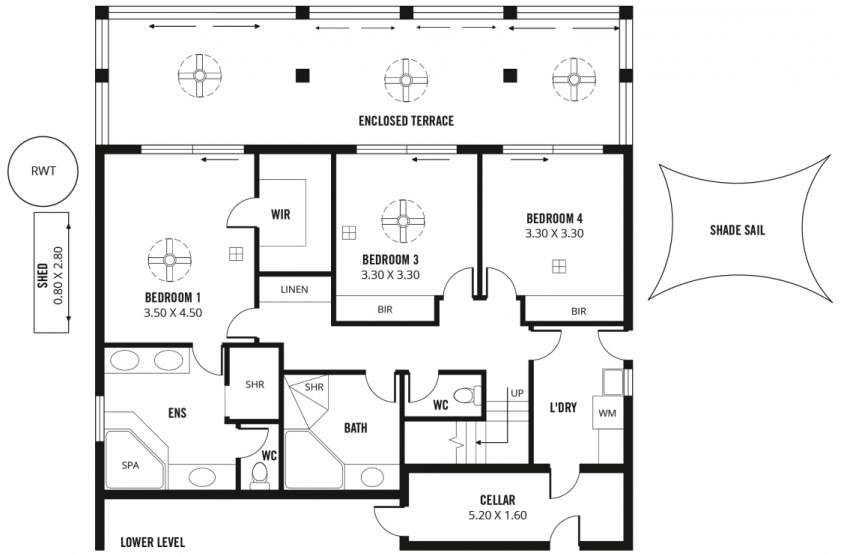 ENCLOSED TERRACE
RWT
WIR
BEDROOM 4
3.30 X 3.30
SHADE SAIL
SHED
0.80 X 2.80
BEDROOM 3
3.30 X 3.30
LINEN
BEDROOM 1
3.50 X 4.50
BIR
BIR
SHR
SHR
UP
WC
L'DRY
WM
ENS
BATH
WC
SPA
CELLAR
5.20 X 1.60
LOWER LEVEL